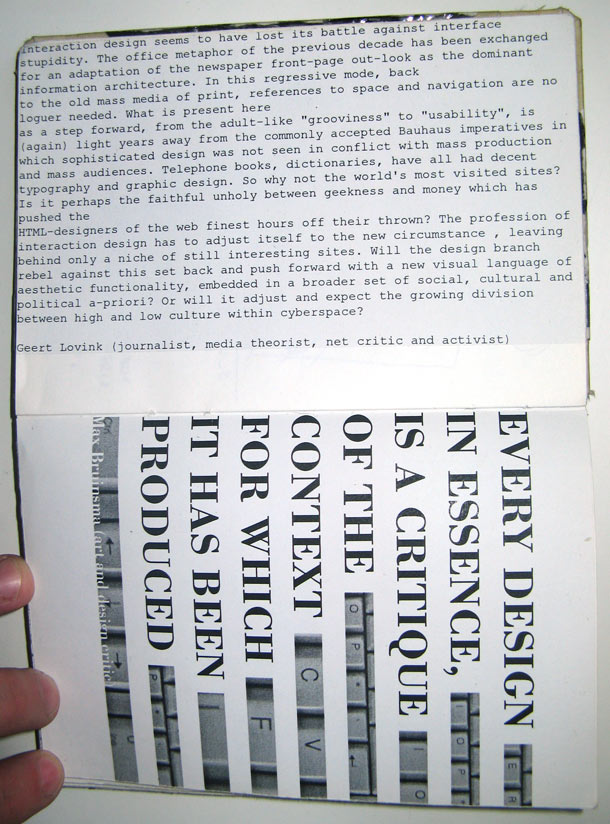 interaction design seems to have lost its battle against interface
stupidity. The office metaphor of the previous decade has been exchanged
for an adaptation of the newspaper front-page out-look as the dominant
information architecture. In this regressive mode, back
to the old mass media of print, references to space and navigation are no
loguer needed. What is present here
as a step forward, from the adult-like "grooviness" to "usability", is
(again) light years away from the commonly accepted Bauhaus imperatives in
which sophisticated design was not seen in conflict with mass production
and mass audiences. Telephone books, dictionaries, have all had decent
typography and graphic design. So why not the world's most visited sites?
Is it perhaps the faithful unholy between geekness and money which has
pushed the
HTML-designers of the web finest hours off their thrown? The profession of
interaction design has to adjust itself to the new circumstance , leaving
behind only a niche of still interesting sites. Will the design branch
rebel against this set back and push forward with a new visual language of
aesthetic functionality, embedded in a broader set of social, cultural and
political a-priori? Or will it adjust and expect the growing division
between high and low culture within cyberspace?
Geert Lovink (journalist, media theorist, net critic and activist)
EVERY DESIGN
IN ESSENCE,
IS A CRITIQUE
OF THE
CONTEXT
FOR WHICH
IT HAS BEEN
PRODUCED
Max Bruinsma (art and design critic
E R
I O P
I O
O P
C V
F
P